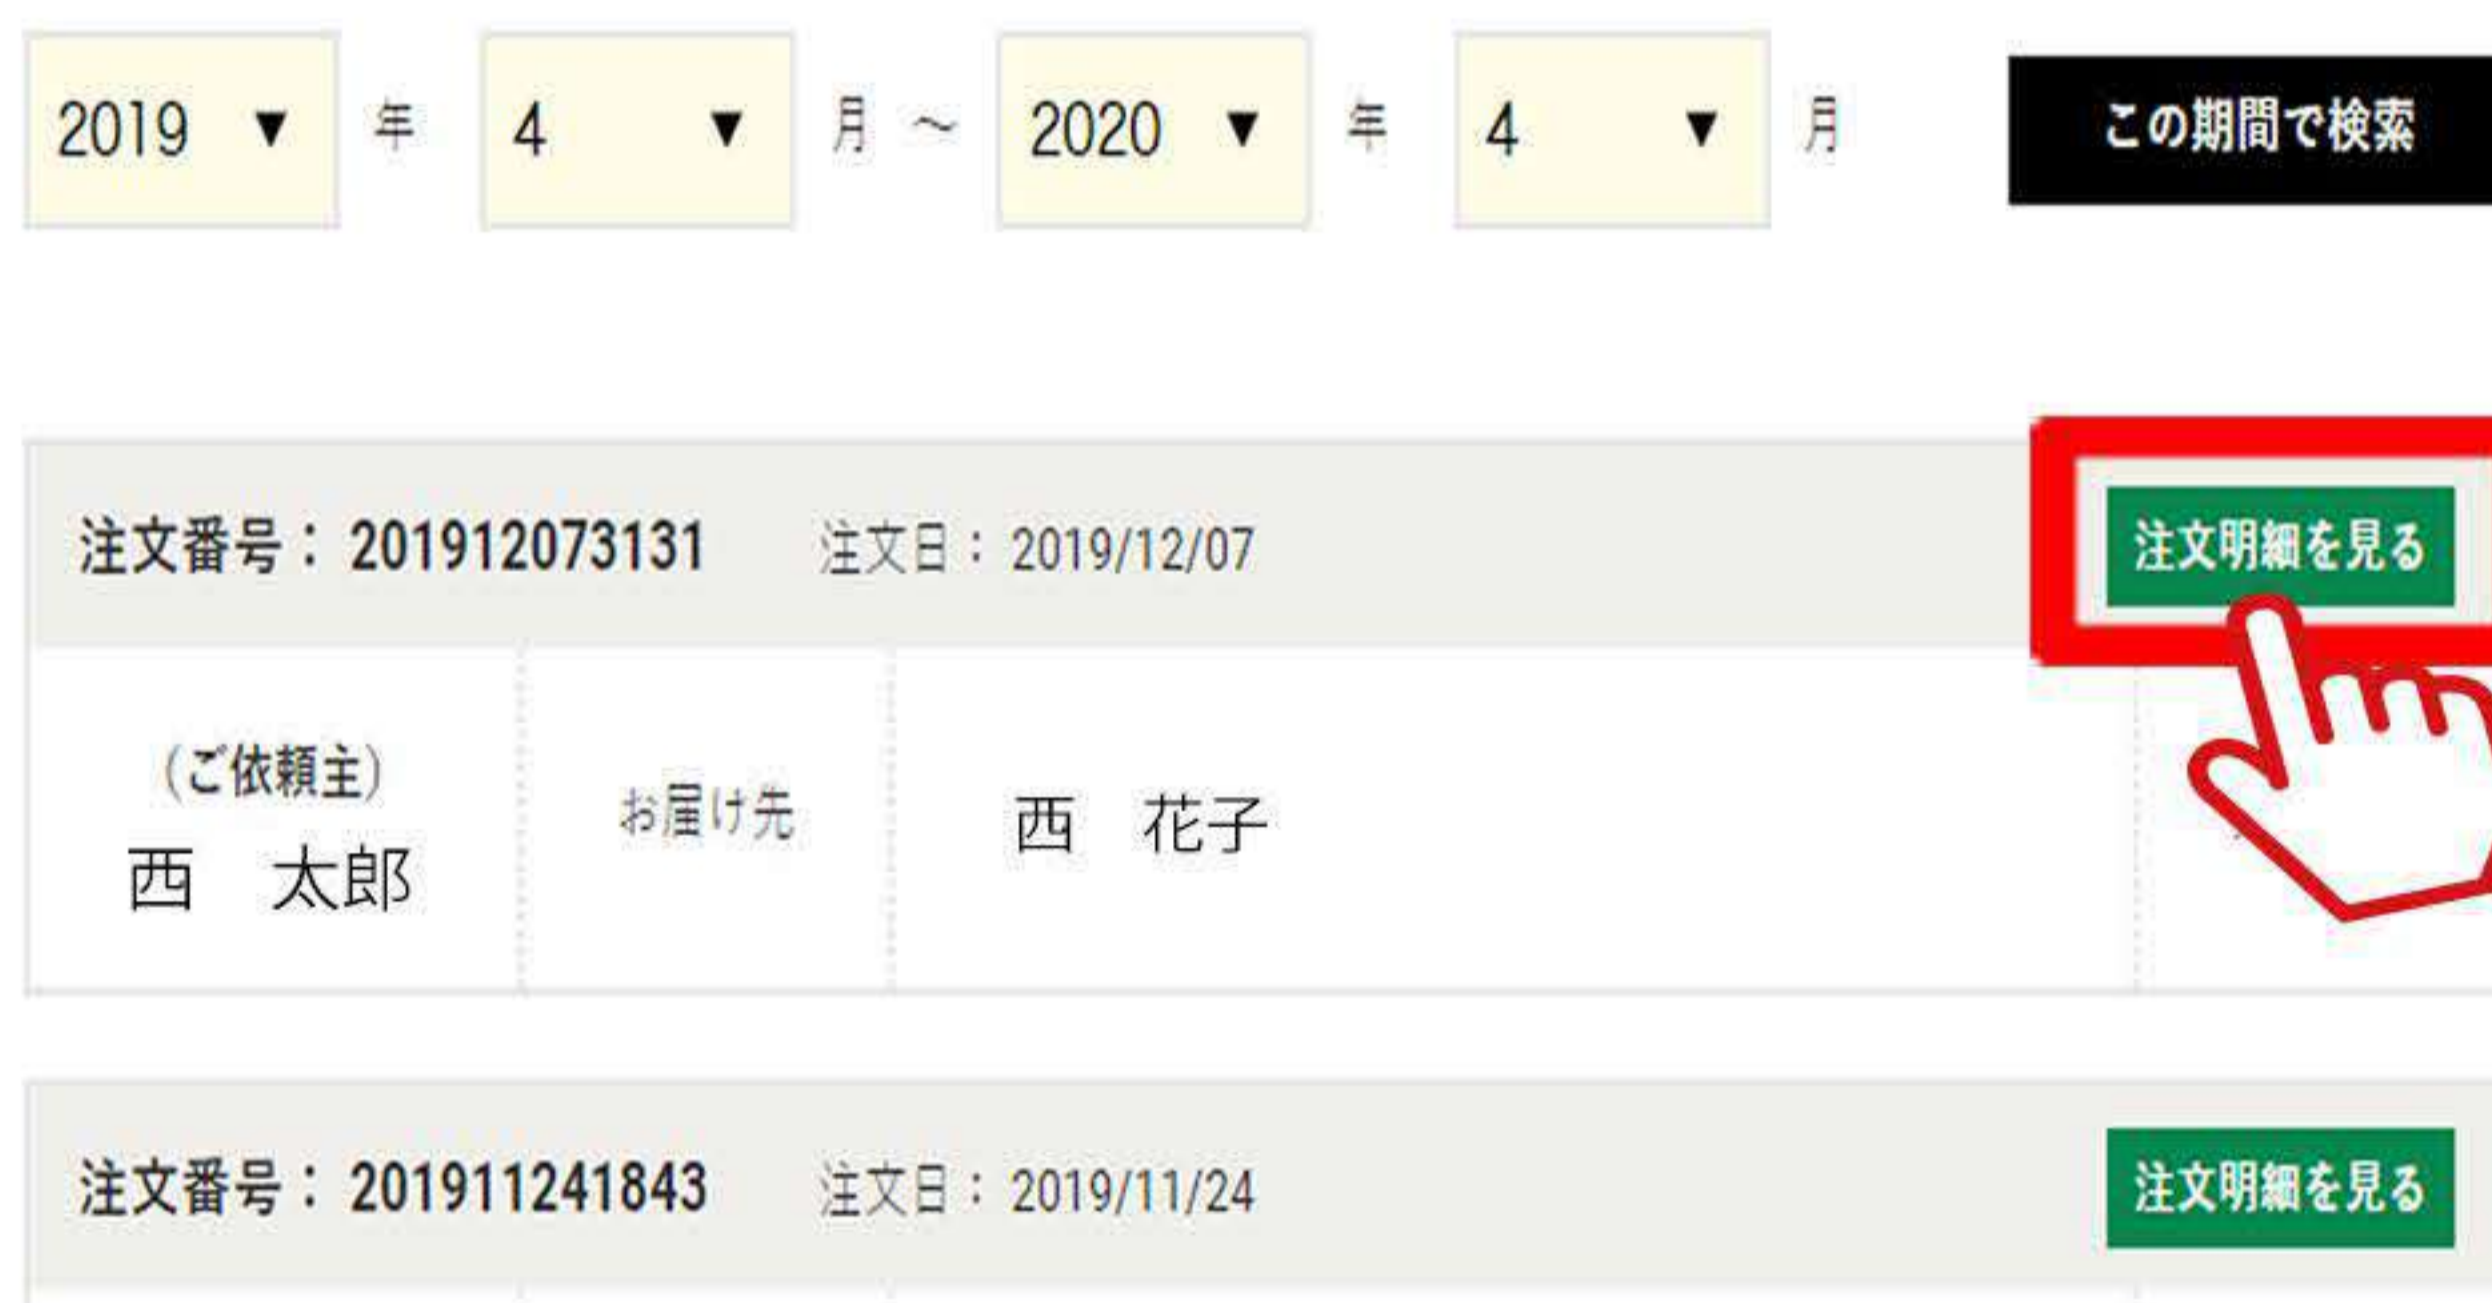 2019 ▼ 年 4 ▼ 月 ～ 2020 ▼ 年 4 ▼ 月 この期間で検索
注文番号：201912073131 注文日：2019/12/07 注文明細を見る
（ご依頼主）
西 太郎
お届け先
西 花子
注文番号：201911241843 注文日：2019/11/24 注文明細を見る